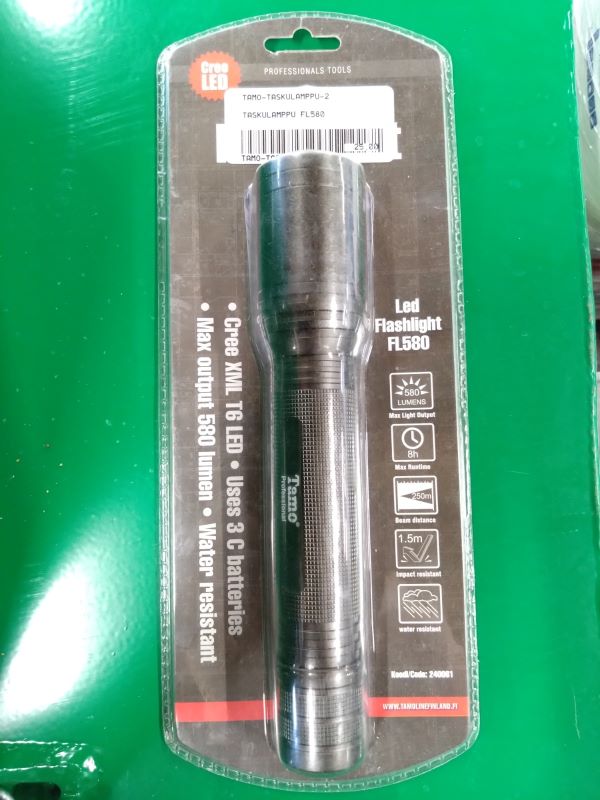 Cree
LED
PROFESSIONALS TOOLS
TAMO-TASKULAMPPU-2
TASKULAMPPU FL580
25,00
Led
Flashlight
FL580
580
LUMENS
Max Light Output
8h
Max Runtime
250m
Beam distance
1.5m
Impact resistant
water resistant
• Cree XML T6 LED • Uses 3 C batteries
• Max output 580 lumen • Water resistant
Tamo®
Professional
Koodi/Code: 240081
WWW.TAMOLINEFINLAND.FI